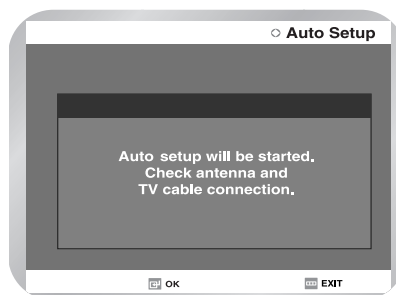 Auto Setup
Auto setup will be started.
Check antenna and
TV cable connection.
OK EXIT